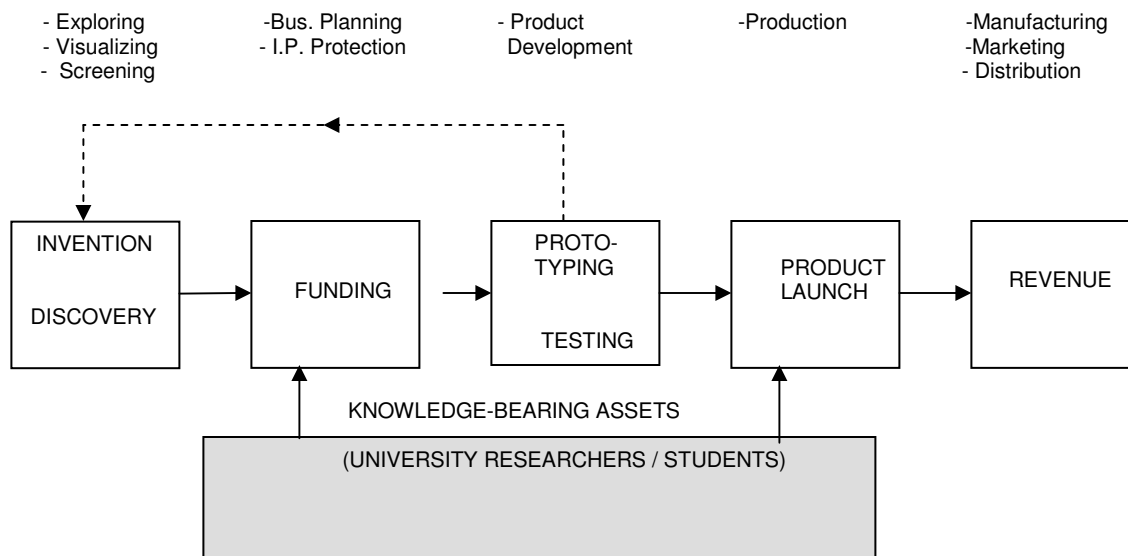 - Exploring
- Visualizing
- Screening
-Bus. Planning
- I.P. Protection
- Product
Development
-Production
-Manufacturing
-Marketing
- Distribution
INVENTION
DISCOVERY
FUNDING
PROTO-
TYPING
TESTING
PRODUCT
LAUNCH
REVENUE
KNOWLEDGE-BEARING ASSETS
(UNIVERSITY RESEARCHERS / STUDENTS)